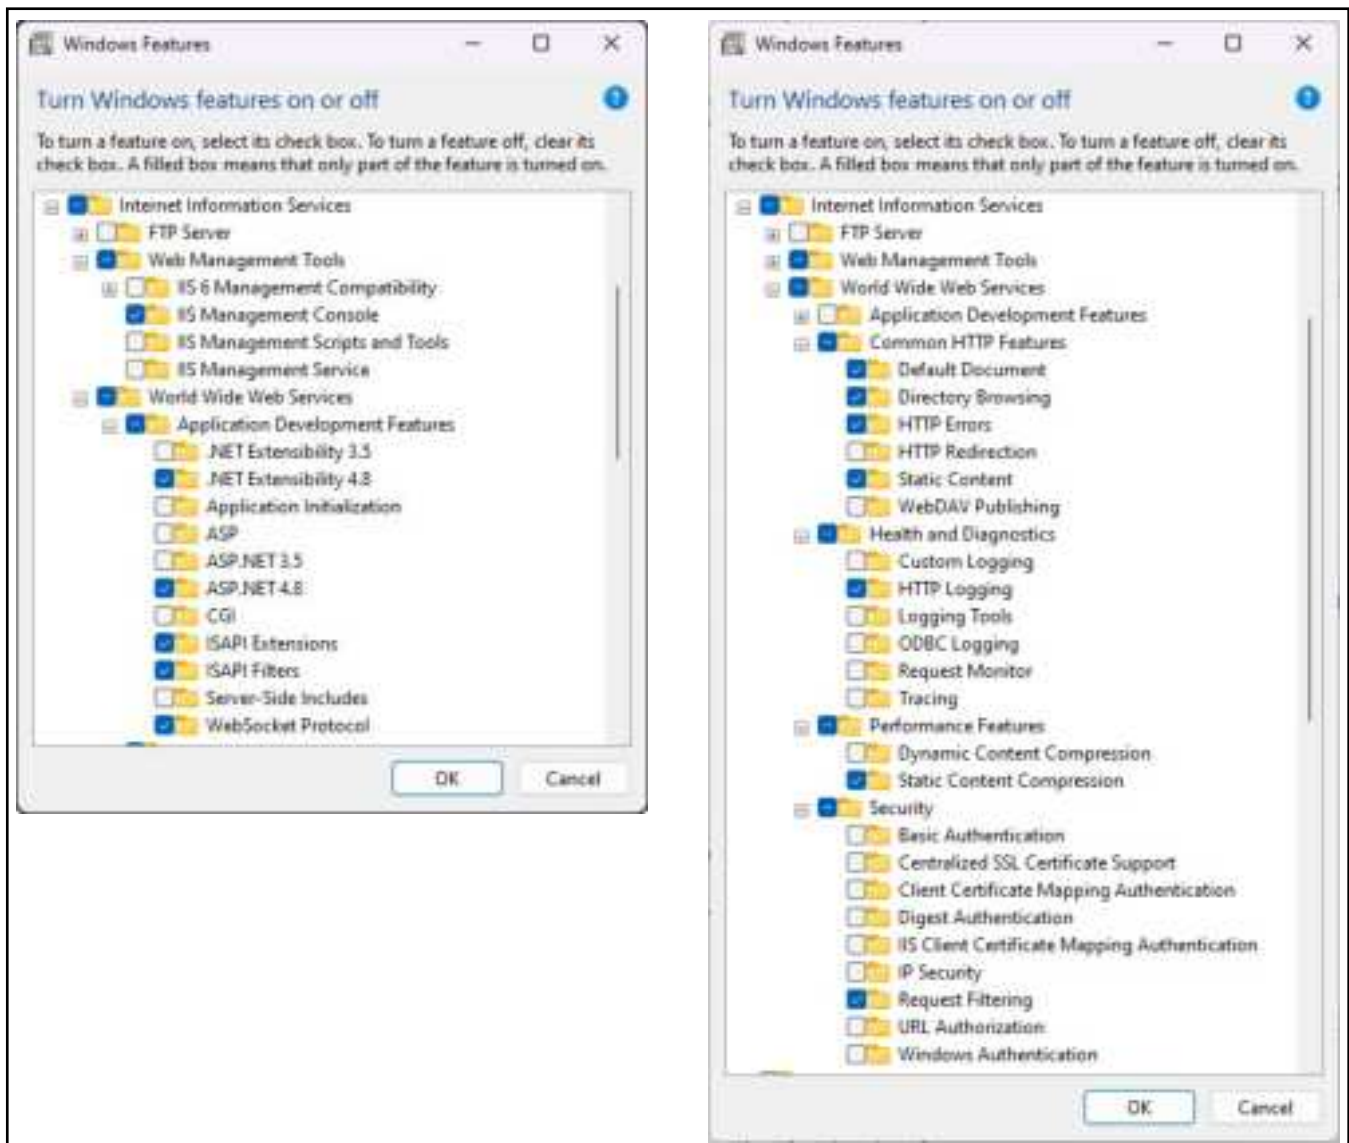 Windows Features
Turn Windows features on or off
To turn a feature on, select its check box. To turn a feature off, clear its
check box. A filled box means that only part of the feature is turned on.
Internet Information Services
FTP Server
Web Management Tools
IIS 6 Management Compatibility
IIS Management Console
IIS Management Scripts and Tools
IIS Management Service
World Wide Web Services
Application Development Features
.NET Extensibility 3.5
.NET Extensibility 4.8
Application Initialization
ASP
ASP.NET 3.5
ASP.NET 4.8
CGI
ISAPI Extensions
ISAPI Filters
Server-Side Includes
WebSocket Protocol
OK
Cancel
Windows Features
Turn Windows features on or off
To turn a feature on, select its check box. To turn a feature off, clear its
check box. A filled box means that only part of the feature is turned on.
Internet Information Services
FTP Server
Web Management Tools
World Wide Web Services
Application Development Features
Common HTTP Features
Default Document
Directory Browsing
HTTP Errors
HTTP Redirection
Static Content
WebDAV Publishing
Health and Diagnostics
Custom Logging
HTTP Logging
Logging Tools
ODBC Logging
Request Monitor
Tracing
Performance Features
Dynamic Content Compression
Static Content Compression
Security
Basic Authentication
Centralized SSL Certificate Support
Client Certificate Mapping Authentication
Digest Authentication
IIS Client Certificate Mapping Authentication
IP Security
Request Filtering
URL Authorization
Windows Authentication
OK
Cancel